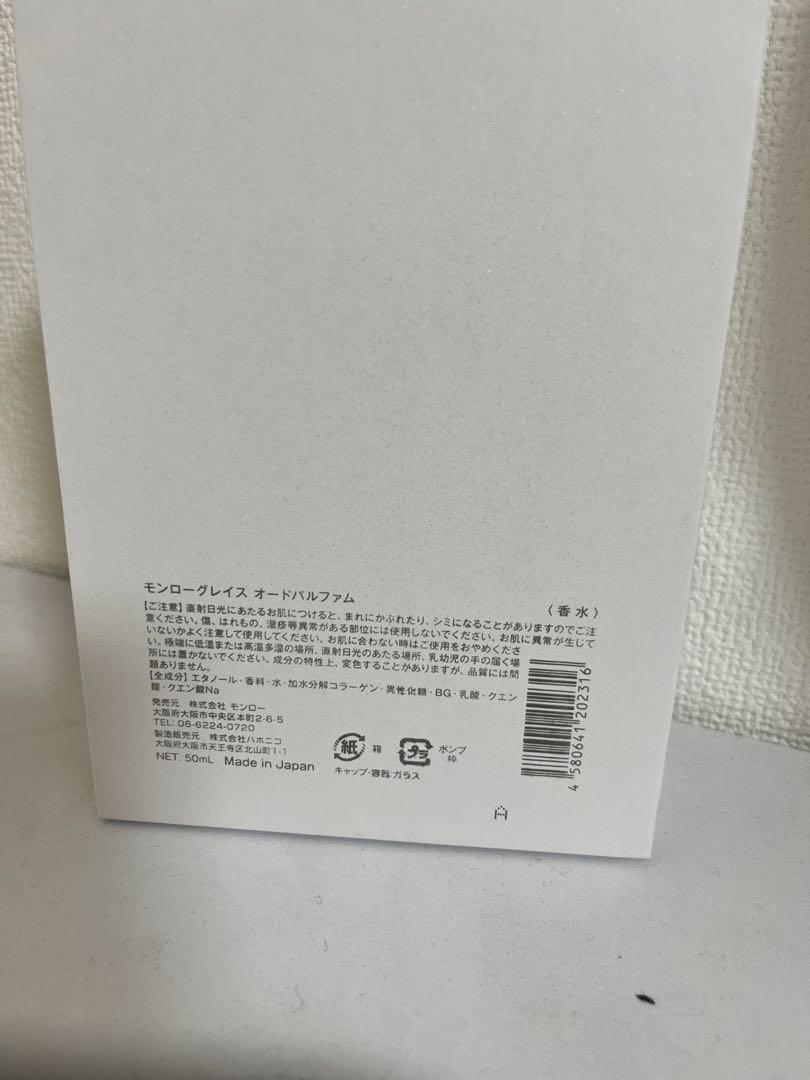 モンローグレイス オードパルファム
〈香水〉
【ご注意】直射日光にあたるお肌につけると、まれにかぶれたり、シミになることがありますのでご注
意ください。傷、はれもの、湿疹等異常がある部位には使用しないでください。お肌に異常が生じて
いないかよく注意して使用してください。お肌に合わない時はご使用をおやめくださ
い。極端に低温または高温多湿の場所、直射日光のあたる場所、乳幼児の手の届く場
所には置かないでください。成分の特性上、変色することがありますが、品質には問
題ありません。
【全成分】エタノール・香料・水・加水分解コラーゲン・異性化糖・BG・乳酸・クエン
酸・クエン酸Na
発売元 株式会社 モンロー
大阪府大阪市中央区本町2-6-5
TEL: 06-6224-0720
製造販売元 株式会社ハホニコ
大阪府大阪市天王寺区北山町1-1
NET. 50mL Made in Japan
紙 箱
プラ ポンプ
枠
キャップ・容器:ガラス
4 580641 202316